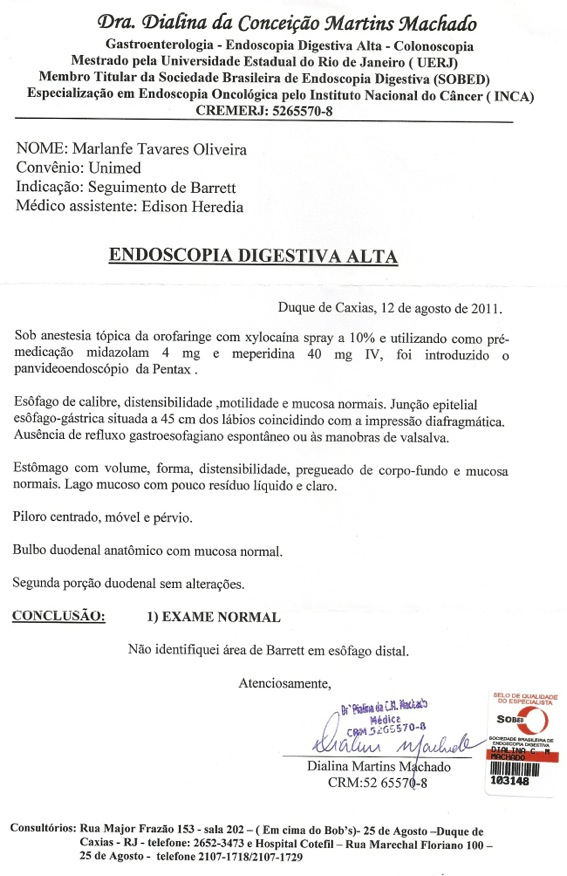 Dra. Dialina da Conceição Martins Machado
Gastroenterologia - Endoscopia Digestiva Alta - Colonoscopia
Mestrado pela Universidade Estadual do Rio de Janeiro ( UERJ)
Membro Titular da Sociedade Brasileira de Endoscopia Digestiva (SOBED)
Especialização em Endoscopia Oncológica pelo Instituto Nacional do Câncer ( INCA)
CREMERJ: 5265570-8
NOME: Marlanfe Tavares Oliveira
Convênio: Unimed
Indicação: Seguimento de Barrett
Médico assistente: Edison Heredia
ENDOSCOPIA DIGESTIVA ALTA
Duque de Caxias, 12 de agosto de 2011.
Sob anestesia tópica da orofaringe com xylocaína spray a 10% e utilizando como pré-
medicação midazolam 4 mg e meperidina 40 mg IV, foi introduzido o
panvideoendoscópio da Pentax .
Esôfago de calibre, distensibilidade ,motilidade e mucosa normais. Junção epitelial
esôfago-gástrica situada a 45 cm dos lábios coincidindo com a impressão diafragmática.
Ausência de refluxo gastroesofagiano espontâneo ou às manobras de valsalva.
Estômago com volume, forma, distensibilidade, pregueado de corpo-fundo e mucosa
normais. Lago mucoso com pouco resíduo líquido e claro.
Piloro centrado, móvel e pérvio.
Bulbo duodenal anatômico com mucosa normal.
Segunda porção duodenal sem alterações.
CONCLUSÃO: 1) EXAME NORMAL
Não identifiquei área de Barrett em esôfago distal.
Atenciosamente,
Drª Dialina da C.M. Machado
Médica
CRM 5265570-8
Dialina Machado
Dialina Martins Machado
CRM:52 65570-8
SELO DE QUALIDADE
DO ESPECIALISTA
SOBED
SOCIEDADE BRASILEIRA DE
ENDOSCOPIA DIGESTIVA
DIALINA C. M
MACHADO
103148
Consultórios: Rua Major Frazão 153 - sala 202 – ( Em cima do Bob's)- 25 de Agosto –Duque de
Caxias - RJ - telefone: 2652-3473 e Hospital Cotefil – Rua Marechal Floriano 100 –
25 de Agosto - telefone 2107-1718/2107-1729